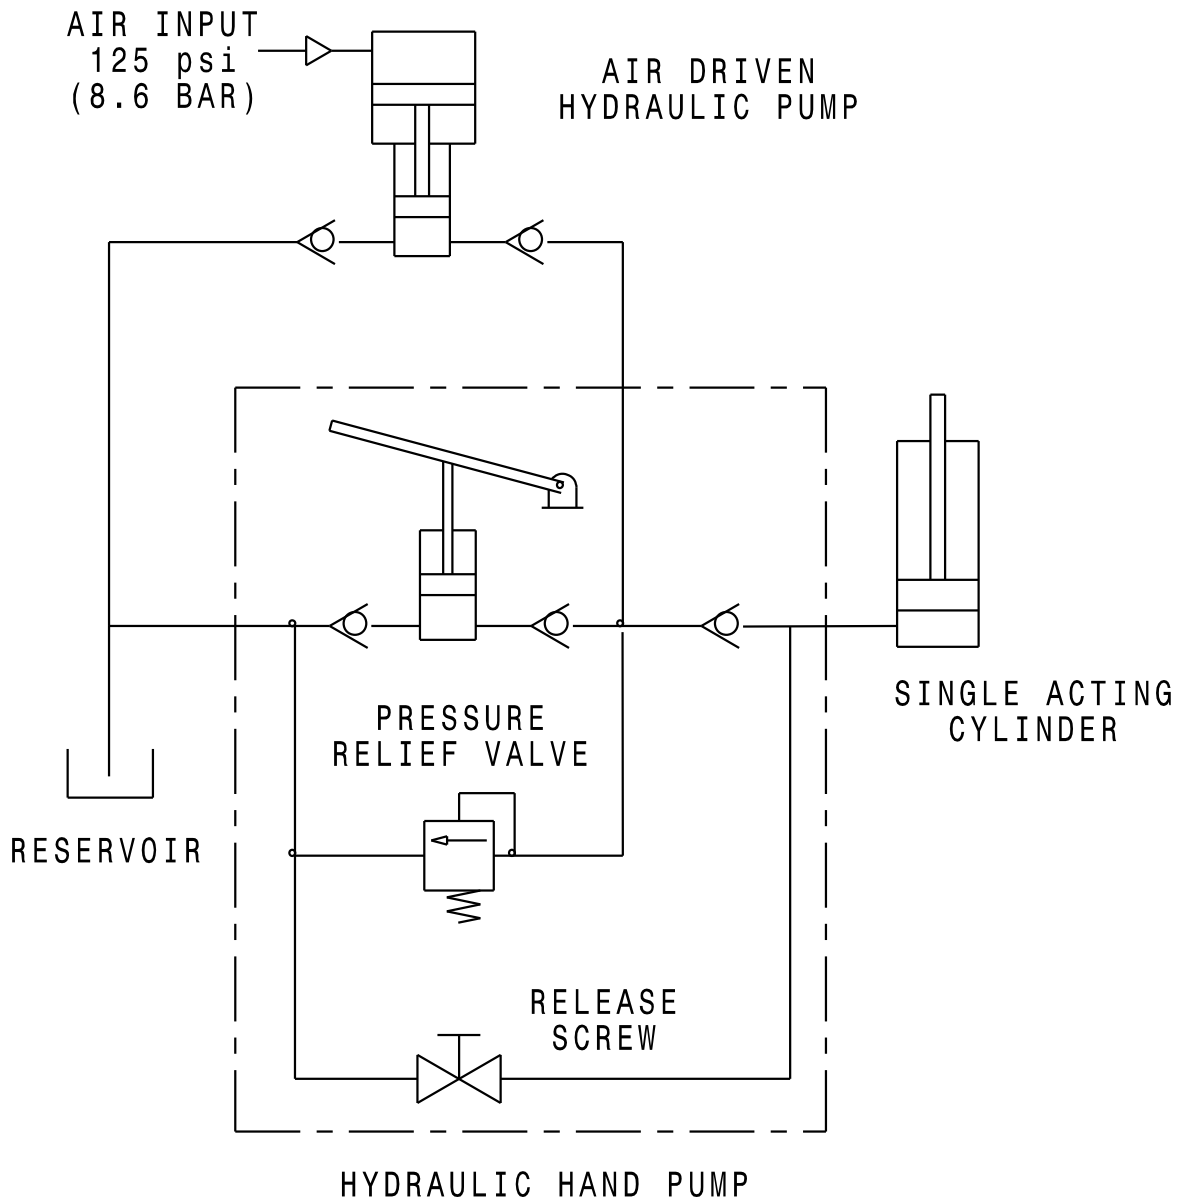 AIR INPUT
125 psi
(8.6 BAR)
AIR DRIVEN
HYDRAULIC PUMP
PRESSURE
RELIEF VALVE
SINGLE ACTING
CYLINDER
RESERVOIR
RELEASE
SCREW
HYDRAULIC HAND PUMP